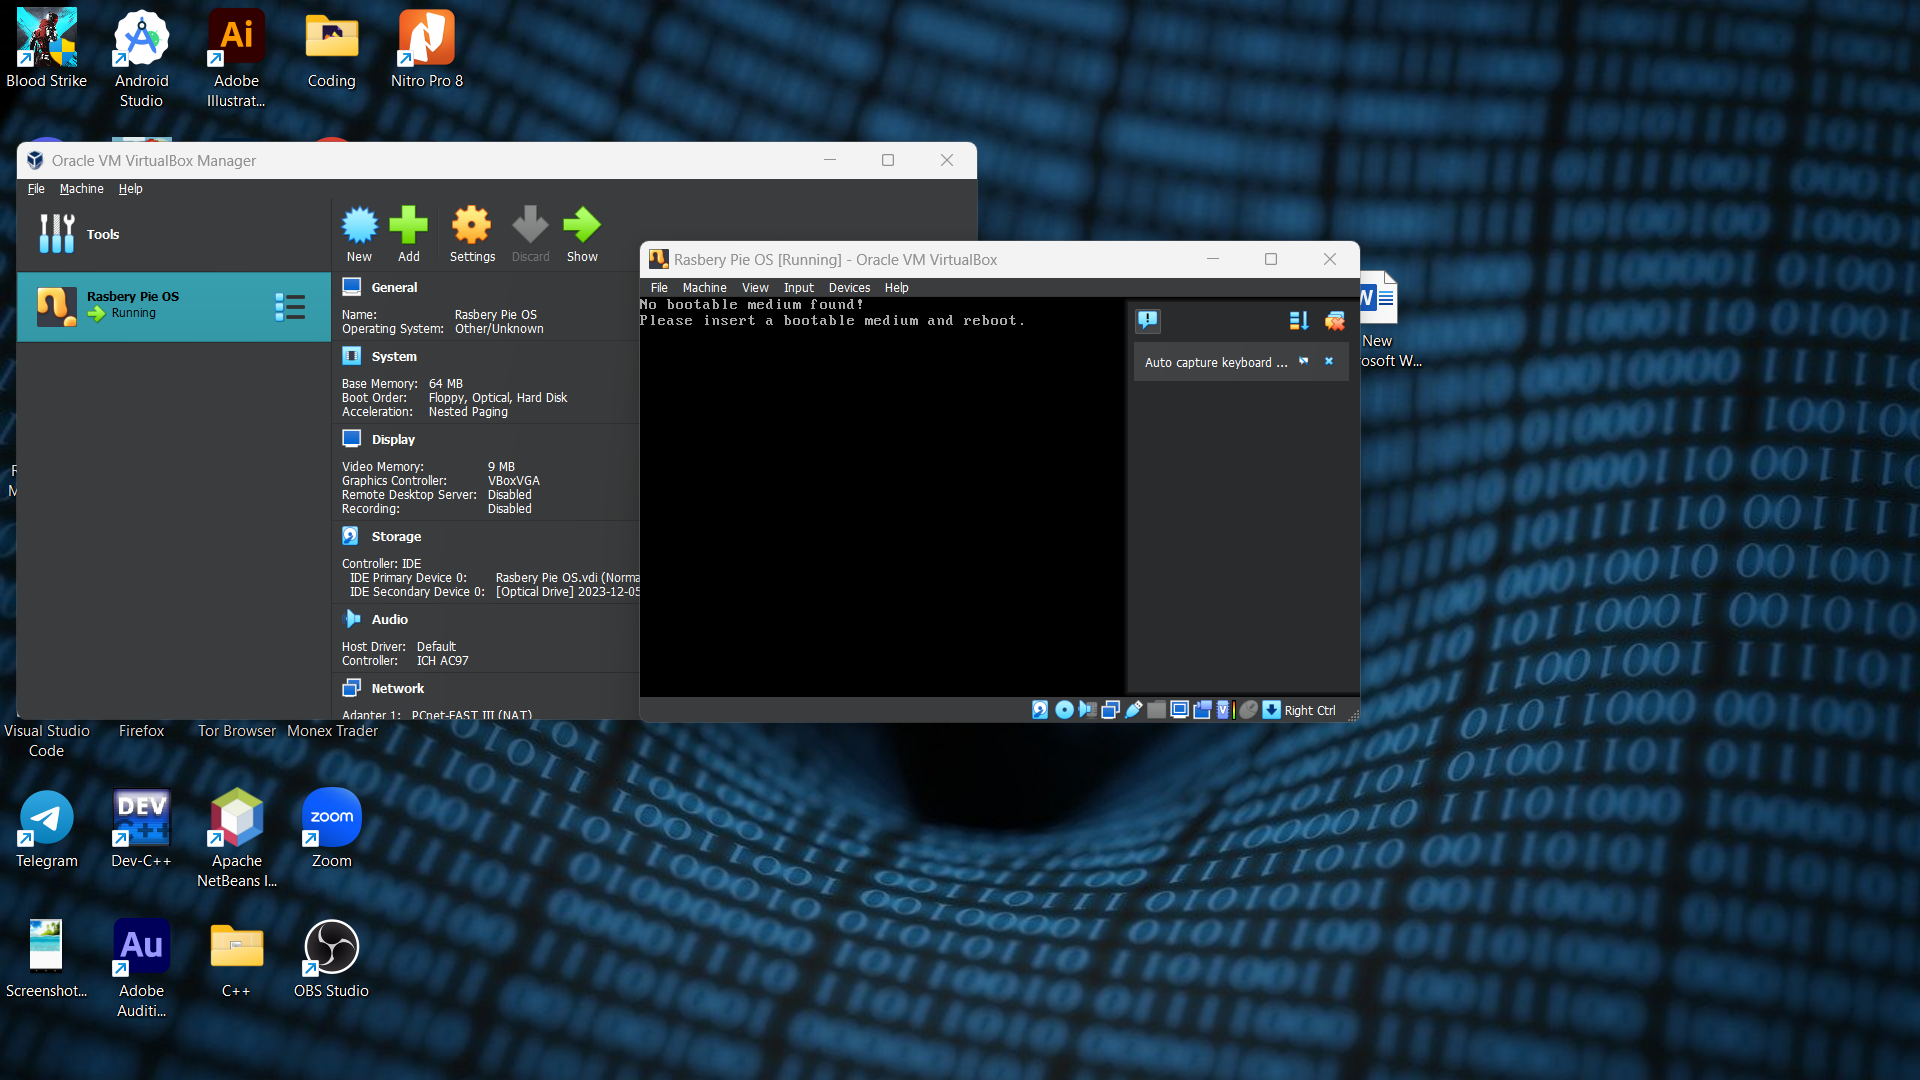 Blood Strike
Android
Studio
Adobe
Illustrat...
Coding
Nitro Pro 8
Ai
Oracle VM VirtualBox Manager
File Machine Help
Tools
New Add Settings Discard Show
Rasbery Pie OS
Running
General
Name: Rasbery Pie OS
Operating System: Other/Unknown
System
Base Memory: 64 MB
Boot Order: Floppy, Optical, Hard Disk
Acceleration: Nested Paging
Display
Video Memory: 9 MB
Graphics Controller: VBoxVGA
Remote Desktop Server: Disabled
Recording: Disabled
Storage
Controller: IDE
IDE Primary Device 0: Rasbery Pie OS.vdi (Norma
IDE Secondary Device 0: [Optical Drive] 2023-12-05
Audio
Host Driver: Default
Controller: ICH AC97
Network
Adapter 1: PCnet-FAST III (NAT)
Rasbery Pie OS [Running] - Oracle VM VirtualBox
File Machine View Input Devices Help
No bootable medium found!
Please insert a bootable medium and reboot.
Auto capture keyboard ...
Right Ctrl
W
New
osoft W...
Visual Studio
Code
Firefox
Tor Browser
Monex Trader
Telegram
DEV
C++
Dev-C++
Apache
NetBeans I...
zoom
Zoom
Screenshot...
Au
Adobe
Auditi...
C++
OBS Studio